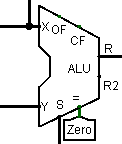 X OF
CF
R
ALU
R2
Y S =
Zero